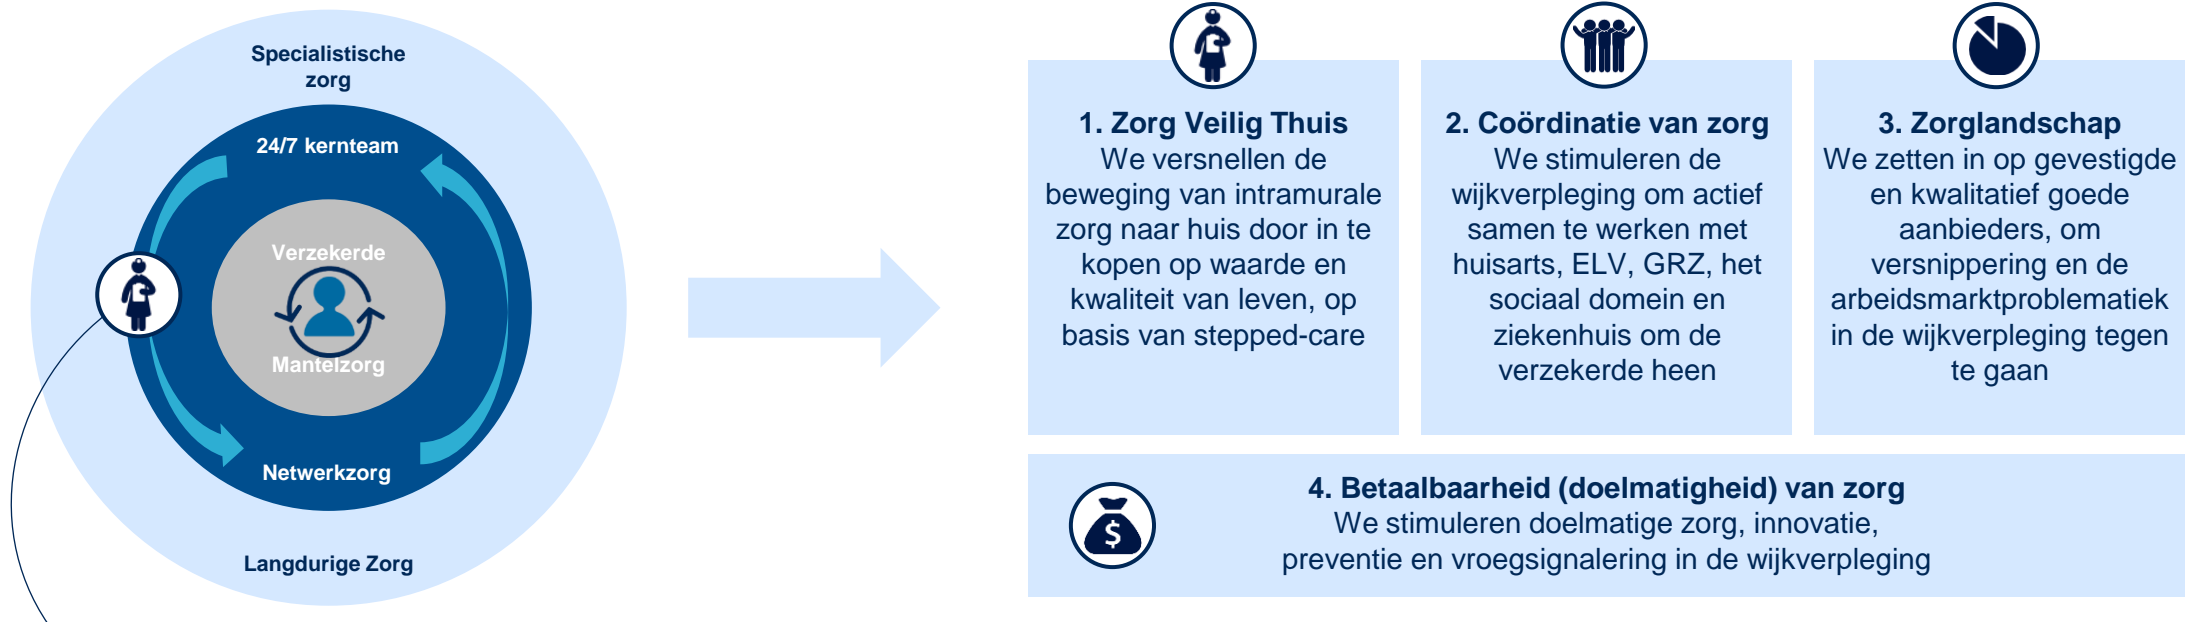 Specialistische
zorg
24/7 kernteam
Verzekerde
Mantelzorg
Netwerkzorg
Langdurige Zorg
1. Zorg Veilig Thuis
We versnellen de
beweging van intramurale
zorg naar huis door in te
kopen op waarde en
kwaliteit van leven, op
basis van stepped-care
2. Coördinatie van zorg
We stimuleren de
wijkverpleging om actief
samen te werken met
huisarts, ELV, GRZ, het
sociaal domein en
ziekenhuis om de
verzekerde heen
3. Zorglandschap
We zetten in op gevestigde
en kwalitatief goede
aanbieders, om
versnippering en de
arbeidsmarktproblematiek
in de wijkverpleging tegen
te gaan
$
4. Betaalbaarheid (doelmatigheid) van zorg
We stimuleren doelmatige zorg, innovatie,
preventie en vroegsignalering in de wijkverpleging